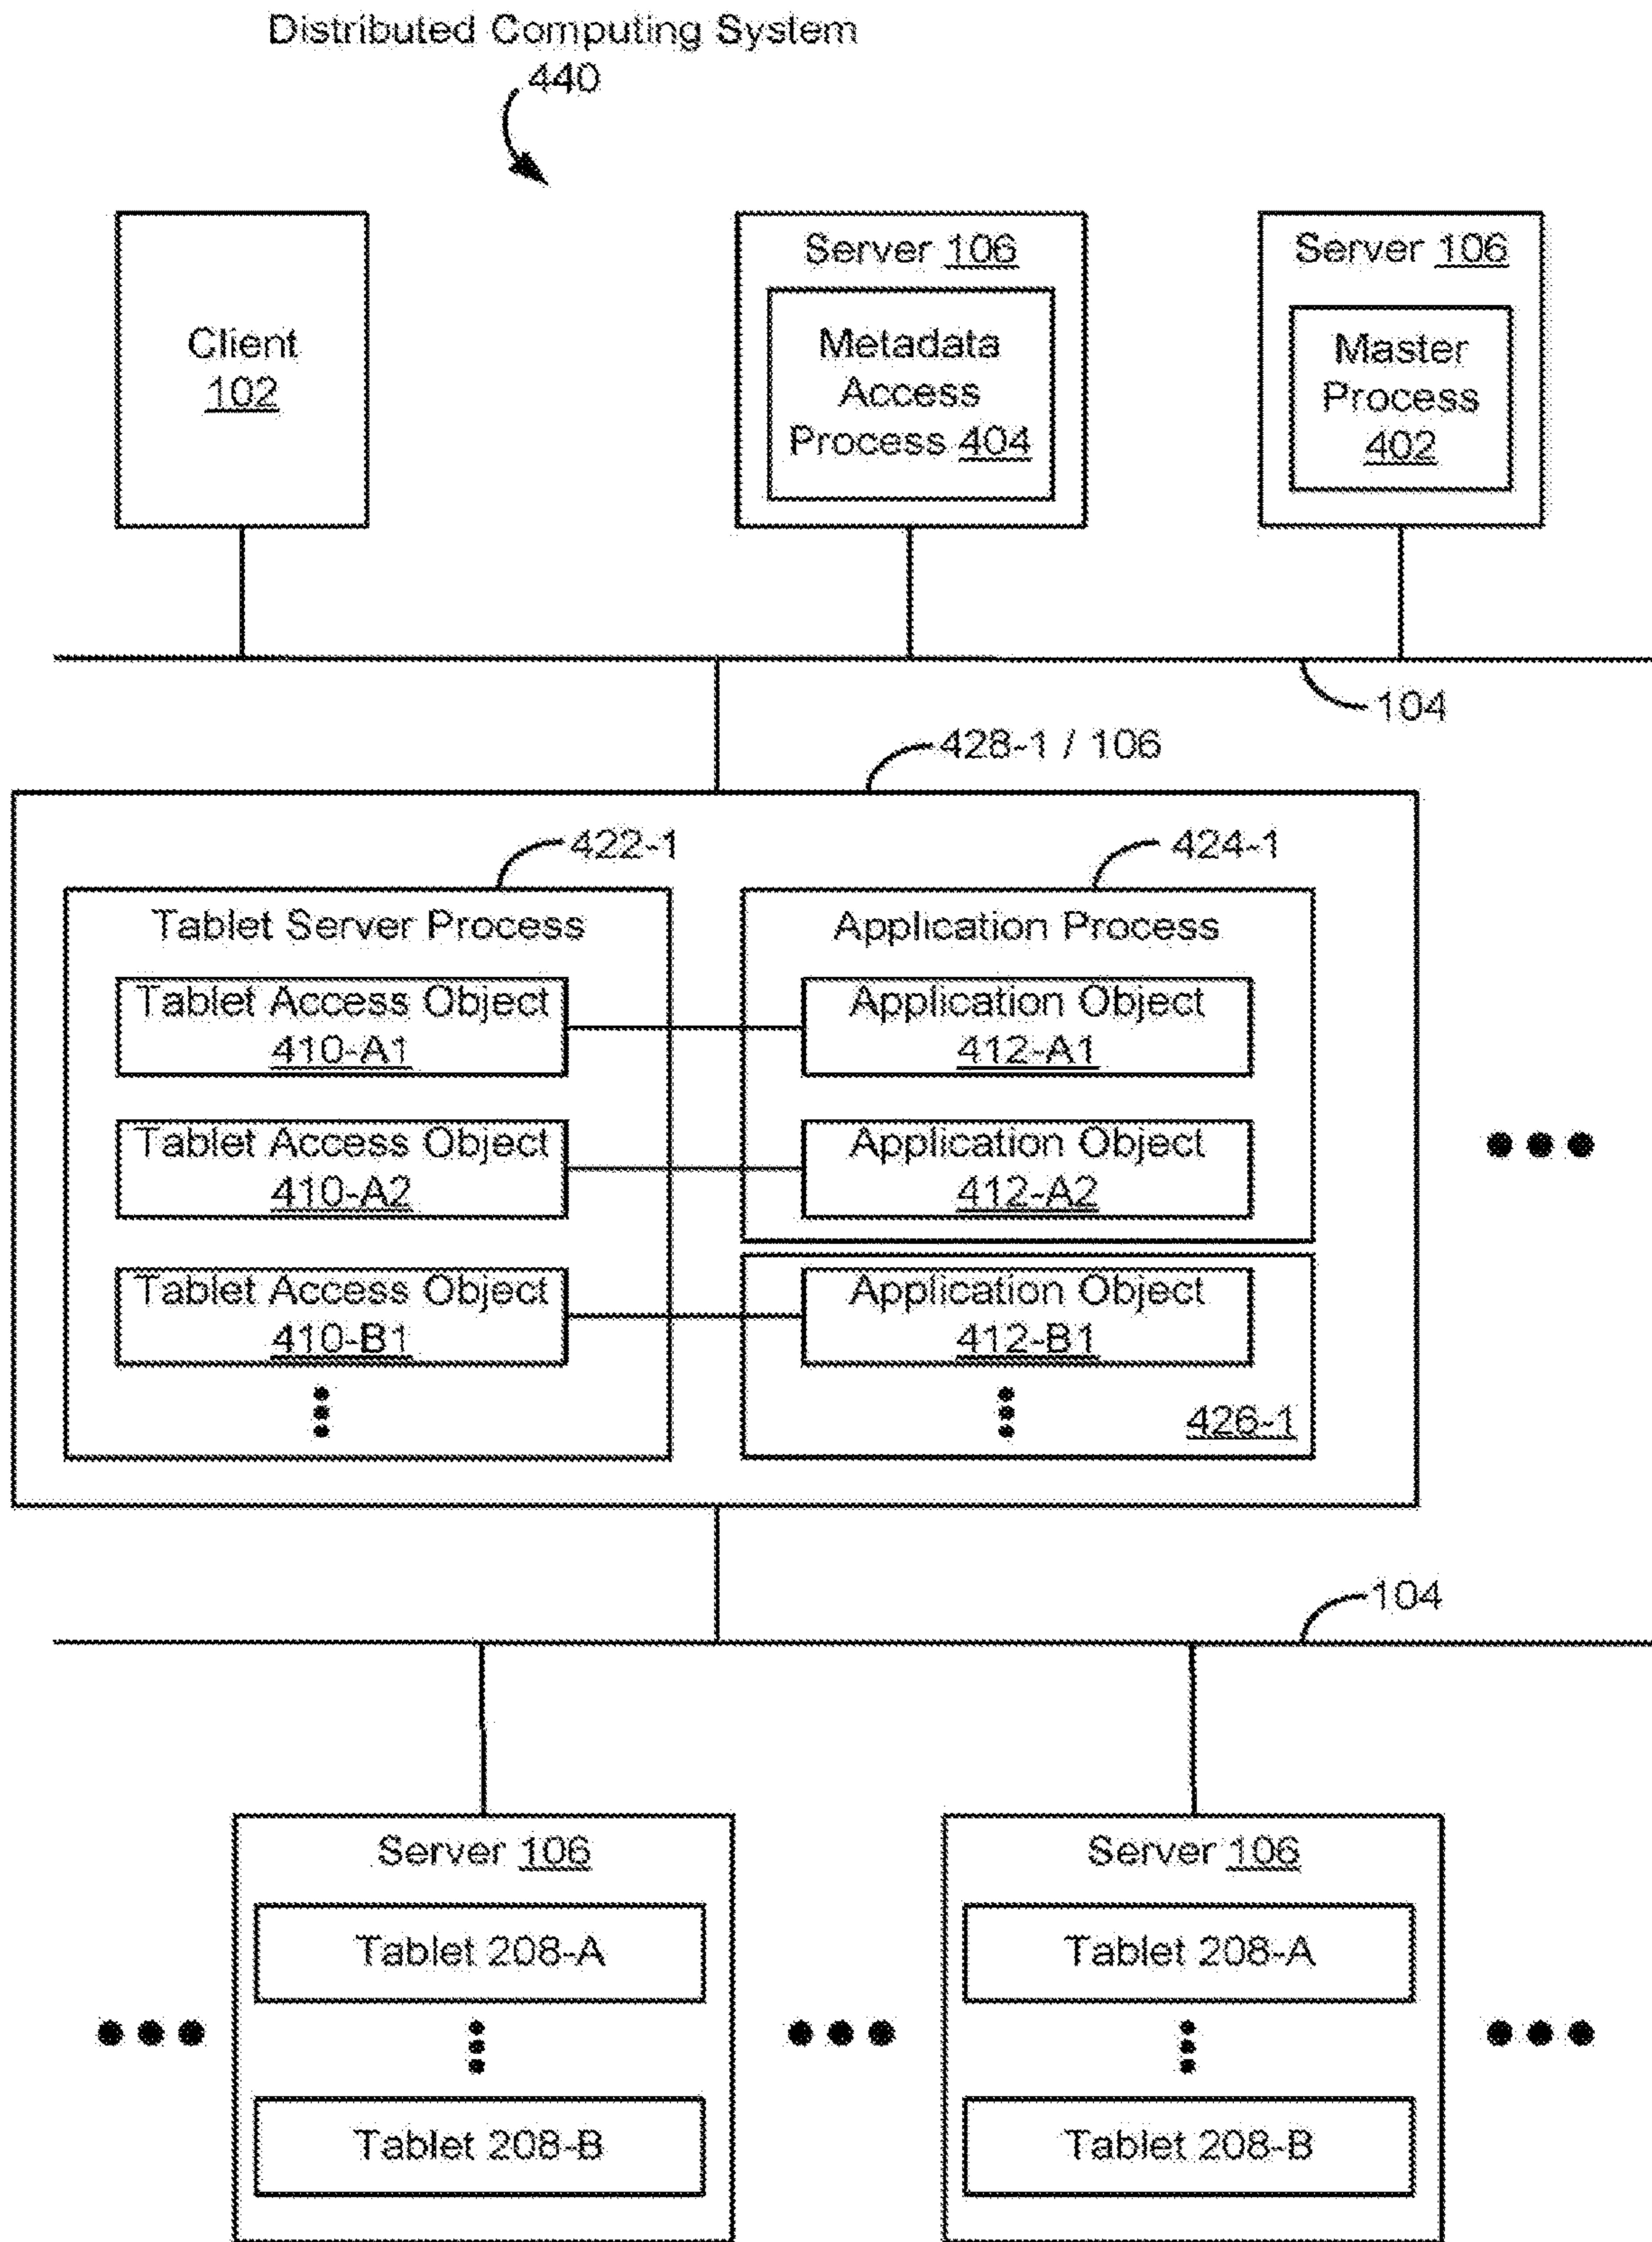 Distributed Computing System
440
Client
102
Server 106
Metadata
Access
Process 404
Server 106
Master
Process
402
104
428-1 / 106
422-1
Tablet Server Process
Tablet Access Object
410-A1
Tablet Access Object
410-A2
Tablet Access Object
410-B1
424-1
Application Process
Application Object
412-A1
Application Object
412-A2
Application Object
412-B1
426-1
104
Server 106
Tablet 208-A
Tablet 208-B
Server 106
Tablet 208-A
Tablet 208-B